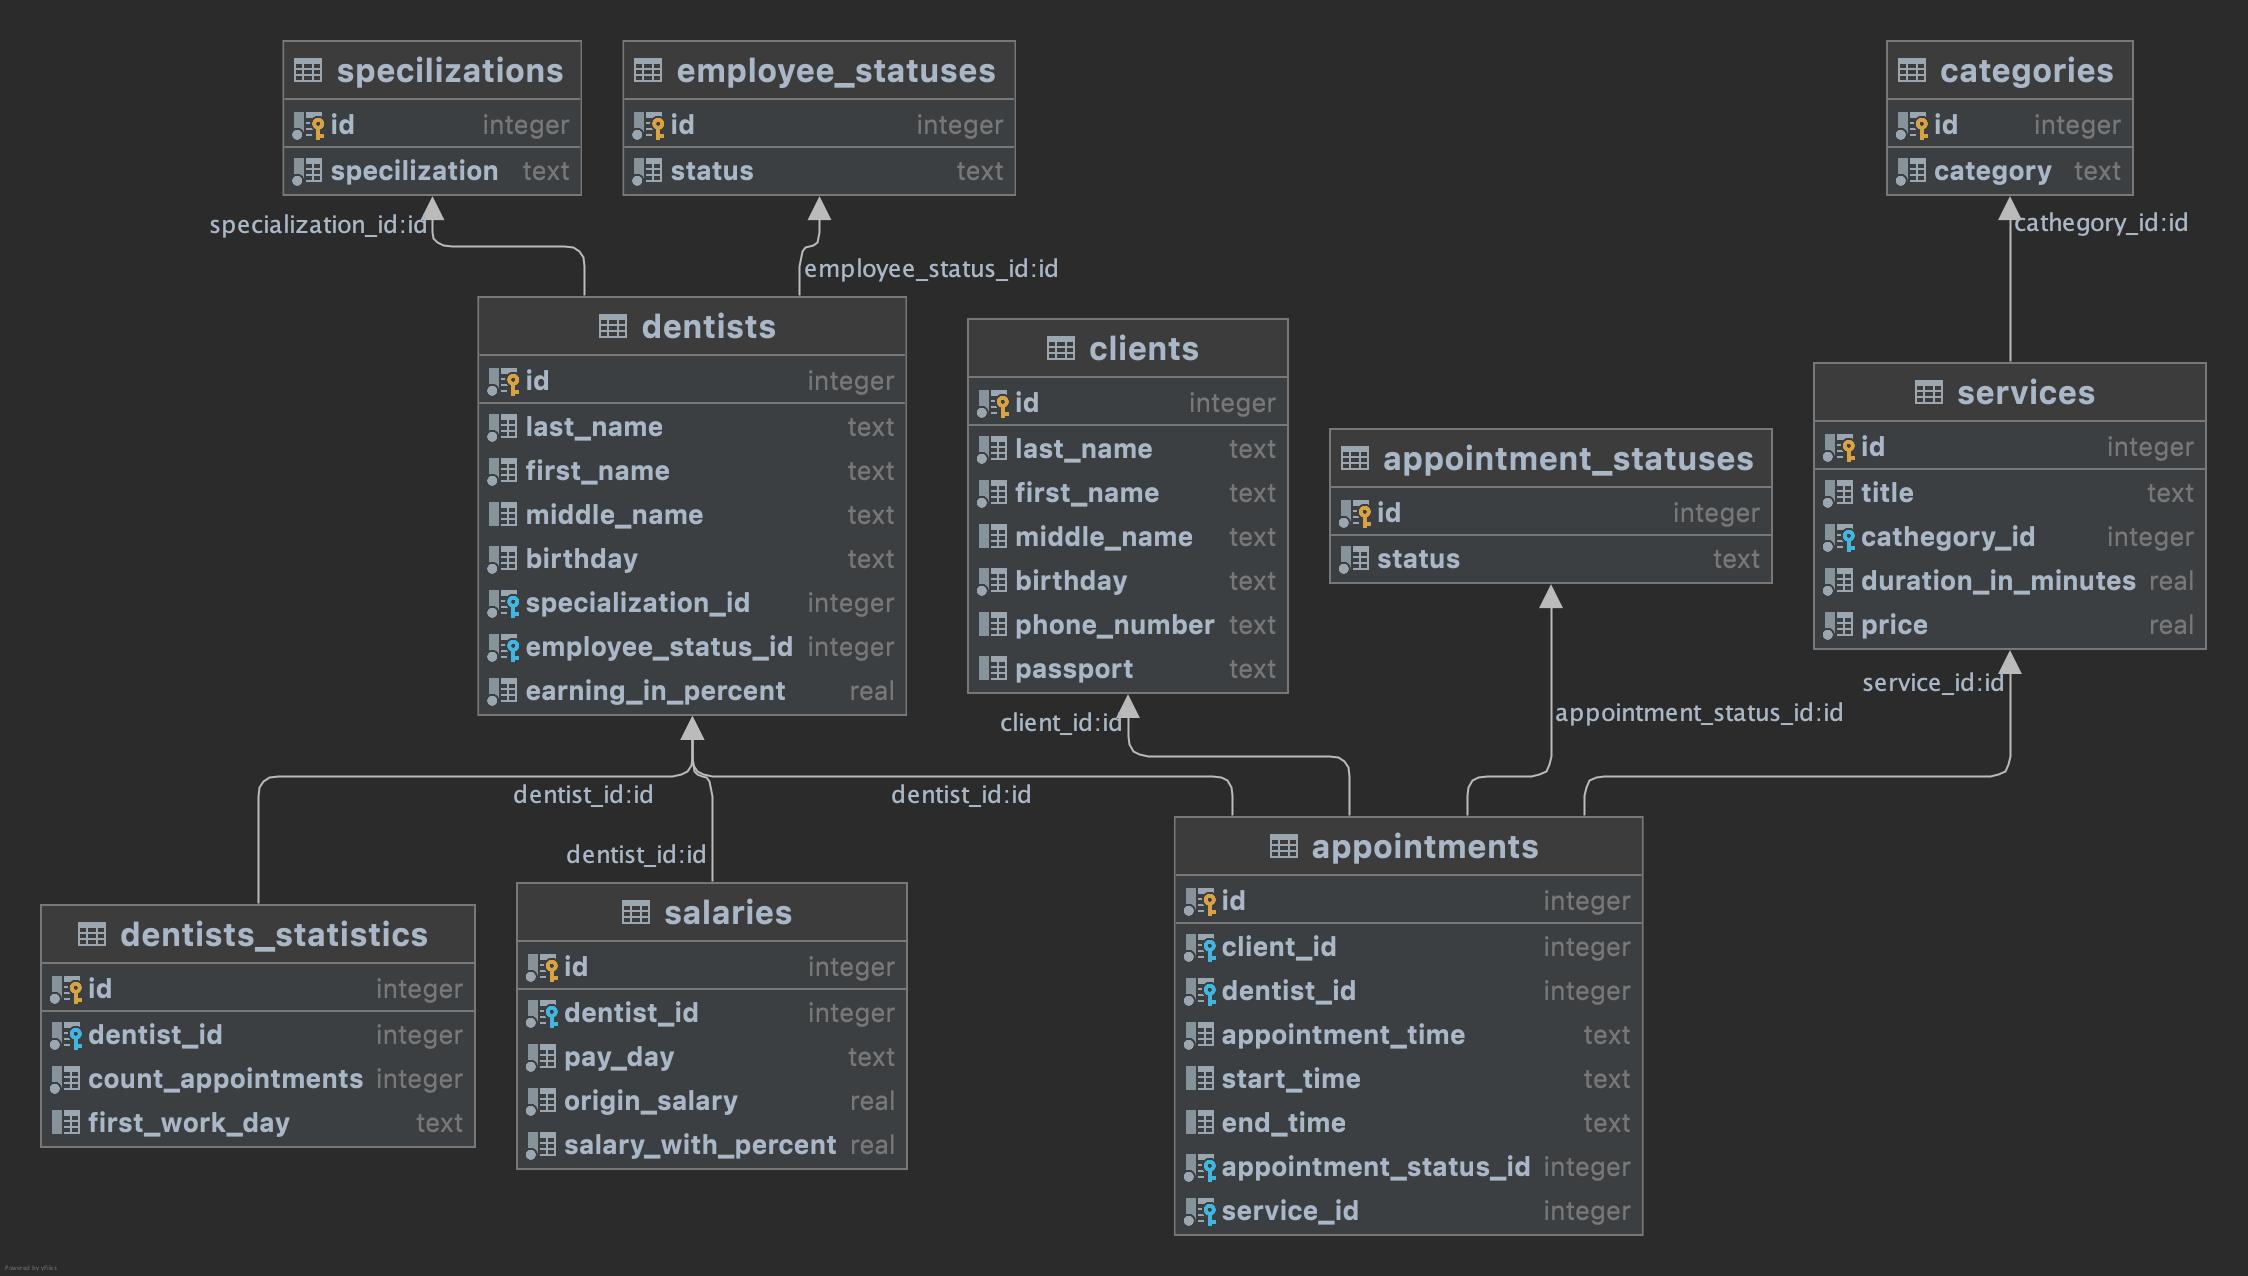 specilizations
id integer
specilization text
employee_statuses
id integer
status text
categories
id integer
category text
specialization_id:id
employee_status_id:id
cathegory_id:id
dentists
id integer
last_name text
first_name text
middle_name text
birthday text
specialization_id integer
employee_status_id integer
earning_in_percent real
clients
id integer
last_name text
first_name text
middle_name text
birthday text
phone_number text
passport text
appointment_statuses
id integer
status text
services
id integer
title text
cathegory_id integer
duration_in_minutes real
price real
client_id:id
appointment_status_id:id
service_id:id
dentist_id:id
dentist_id:id
dentist_id:id
dentists_statistics
id integer
dentist_id integer
count_appointments integer
first_work_day text
salaries
id integer
dentist_id integer
pay_day text
origin_salary real
salary_with_percent real
appointments
id integer
client_id integer
dentist_id integer
appointment_time text
start_time text
end_time text
appointment_status_id integer
service_id integer
Powered by yFiles